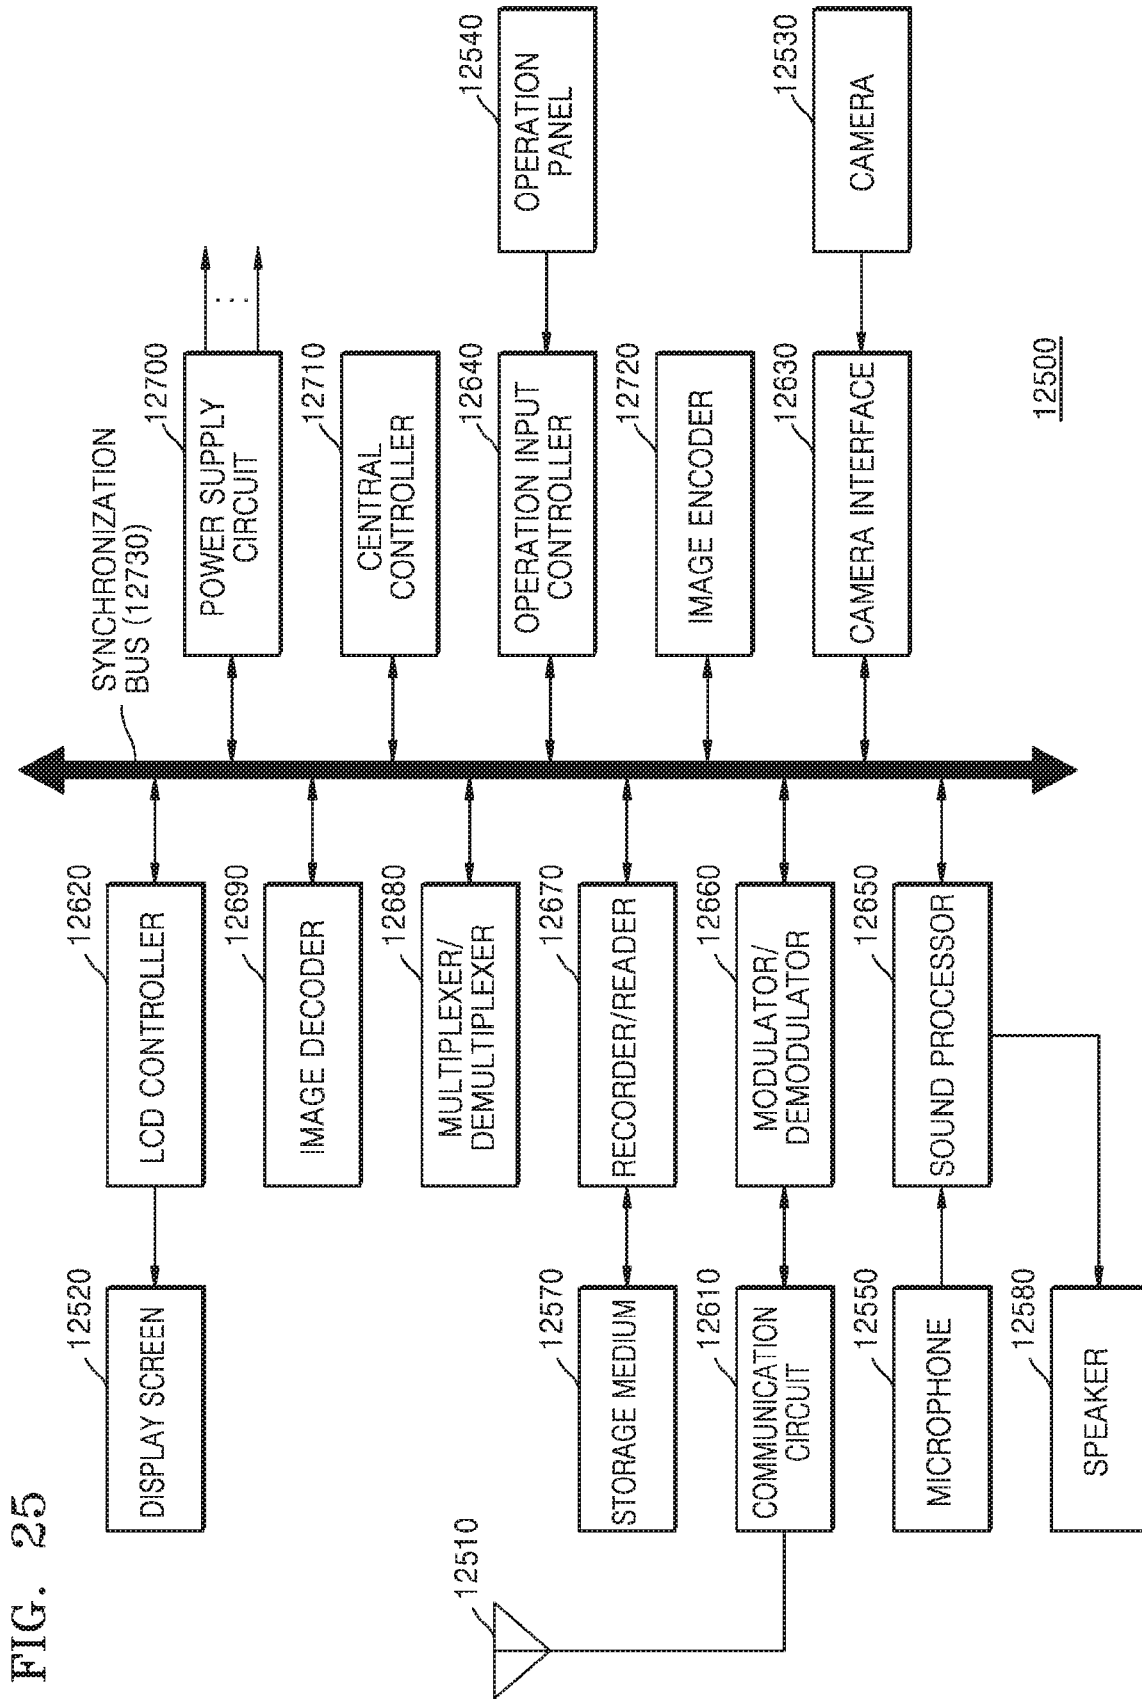 FIG. 25
12510
12520
DISPLAY SCREEN
12570
STORAGE MEDIUM
12610
COMMUNICATION
CIRCUIT
12550
MICROPHONE
12580
SPEAKER
12620
LCD CONTROLLER
12690
IMAGE DECODER
12680
MULTIPLEXER/
DEMULTIPLEXER
12670
RECORDER/READER
12660
MODULATOR/
DEMODULATOR
12650
SOUND PROCESSOR
SYNCHRONIZATION
BUS (12730)
12700
POWER SUPPLY
CIRCUIT
...
12710
CENTRAL
CONTROLLER
12640
OPERATION INPUT
CONTROLLER
12720
IMAGE ENCODER
12630
CAMERA INTERFACE
12540
OPERATION
PANEL
12530
CAMERA
12500